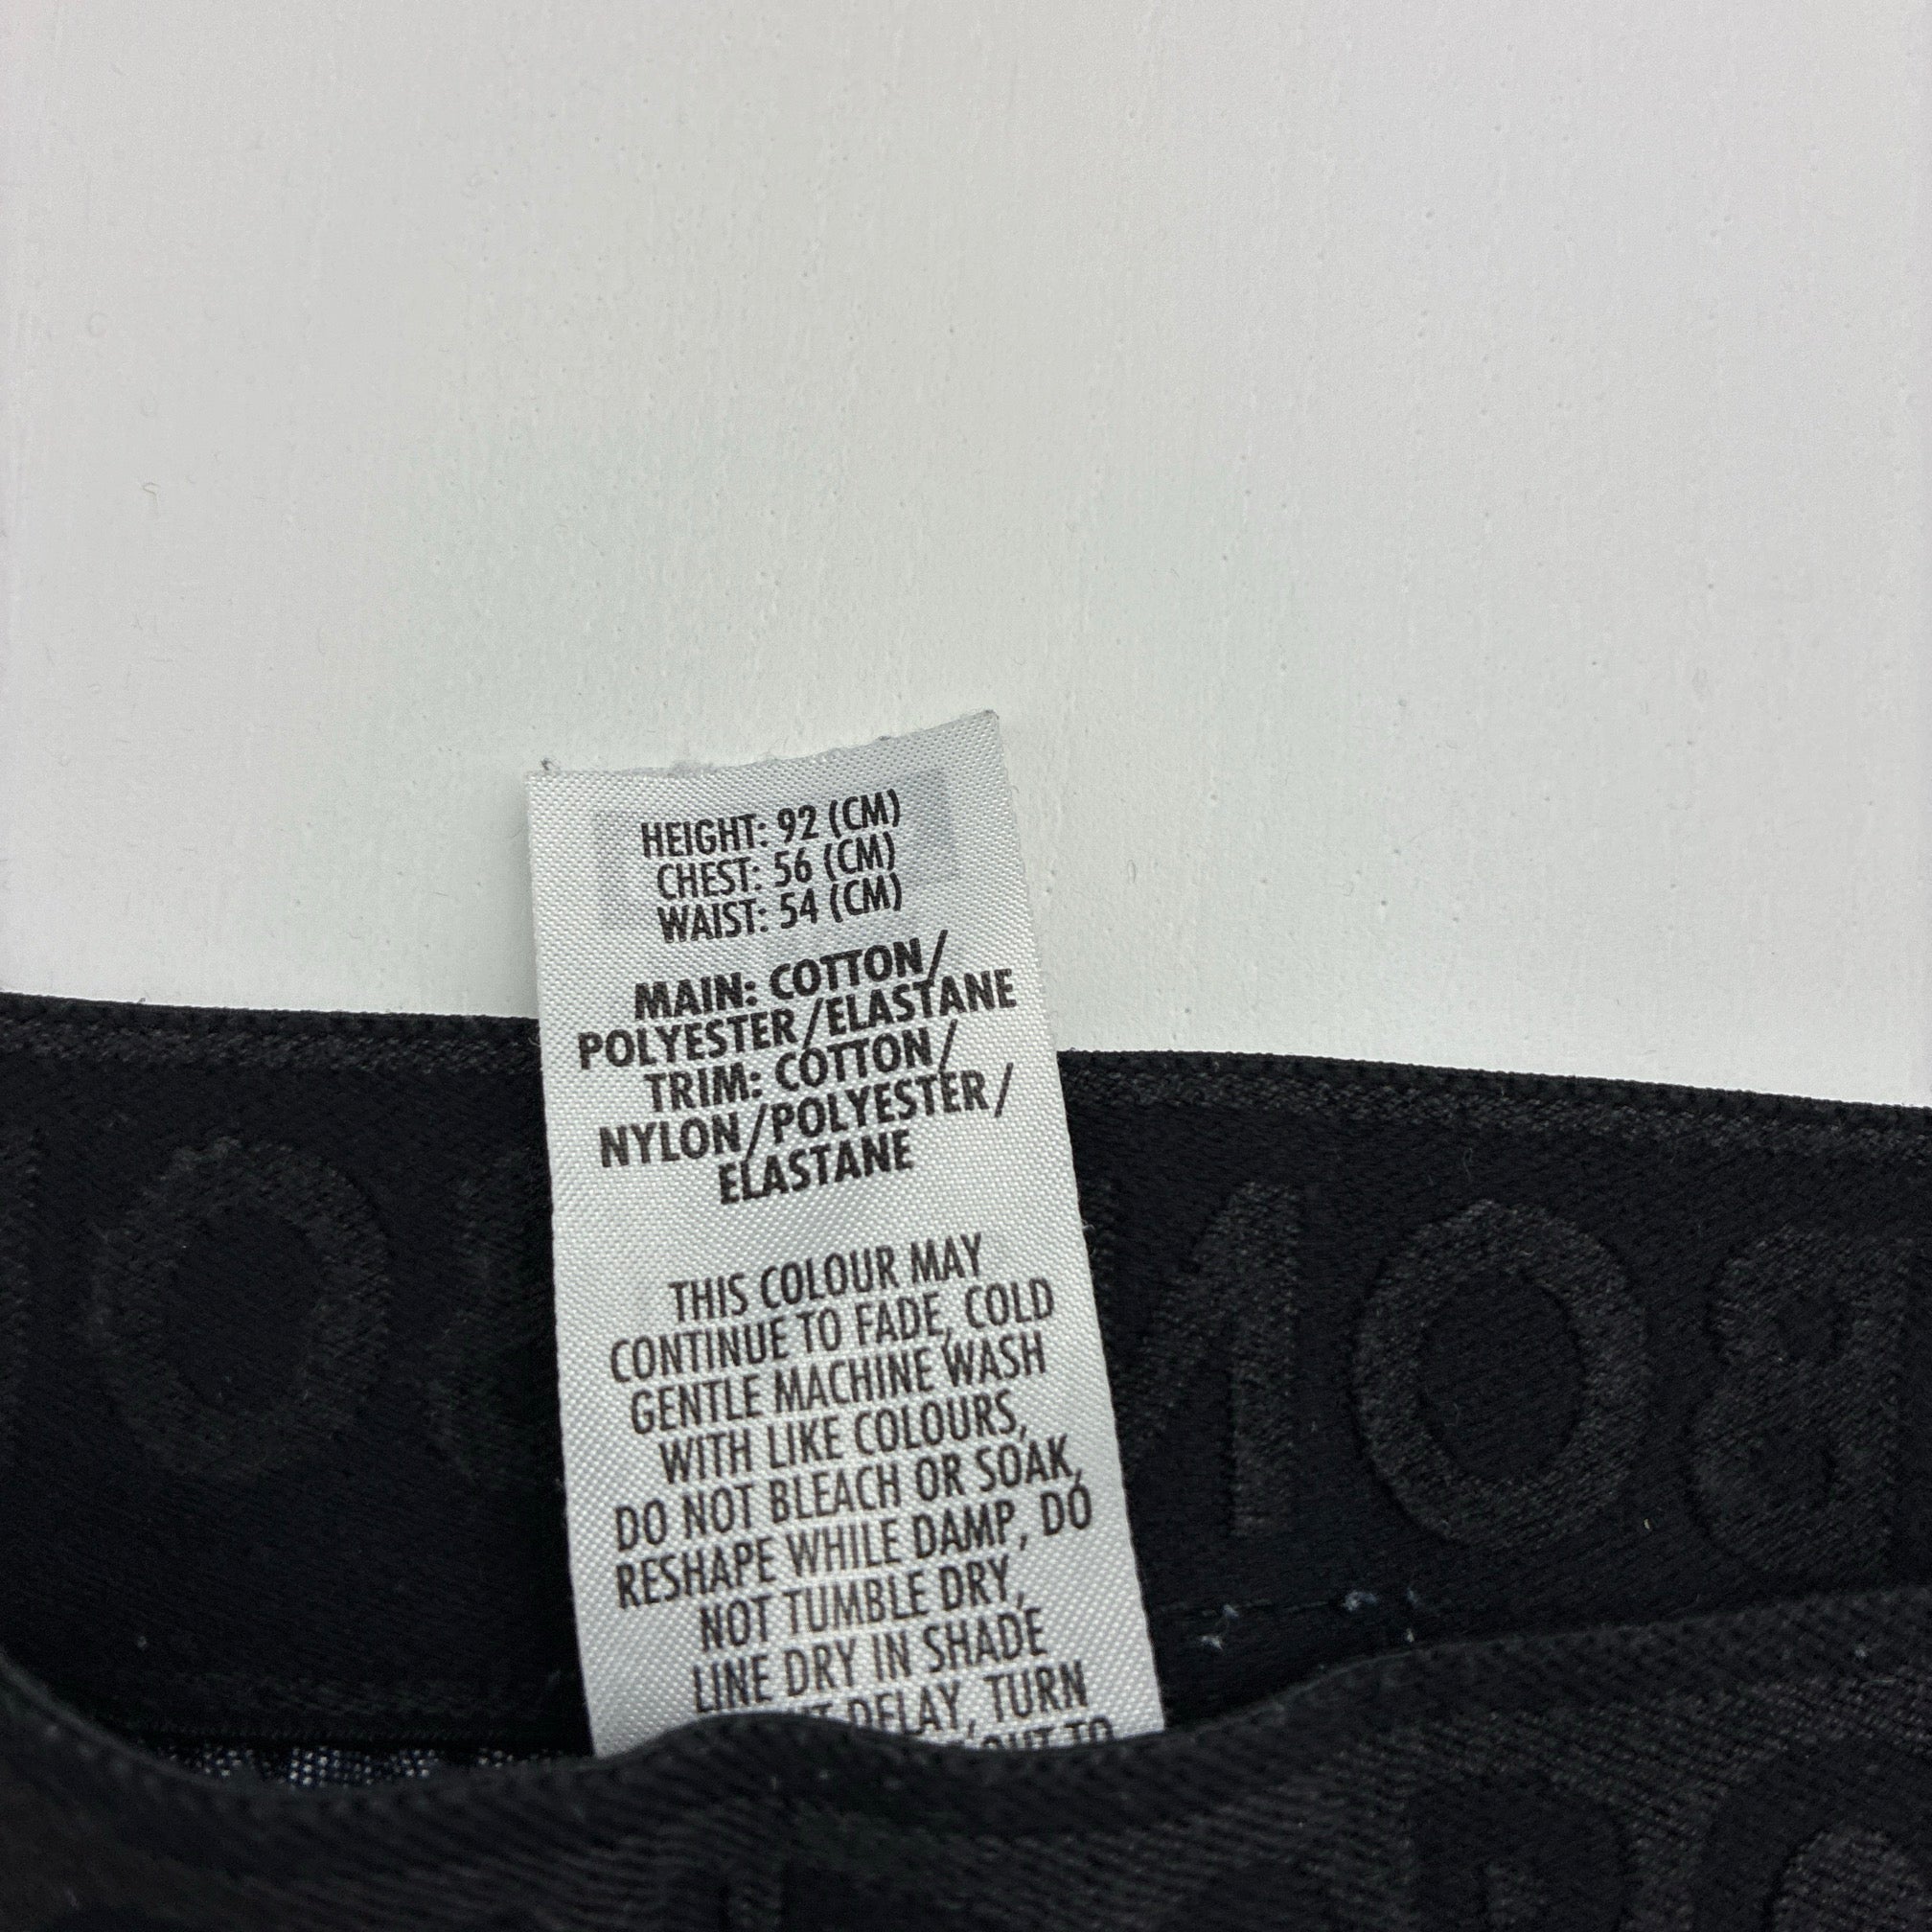 HEIGHT: 92 (CM)
CHEST: 56 (CM)
WAIST: 54 (CM)
MAIN: COTTON/
POLYESTER/ELASTANE
TRIM: COTTON/
NYLON/POLYESTER/
ELASTANE
THIS COLOUR MAY
CONTINUE TO FADE, COLD
GENTLE MACHINE WASH
WITH LIKE COLOURS,
DO NOT BLEACH OR SOAK,
RESHAPE WHILE DAMP, DO
NOT TUMBLE DRY,
LINE DRY IN SHADE
DELAY, TURN
OUT TO